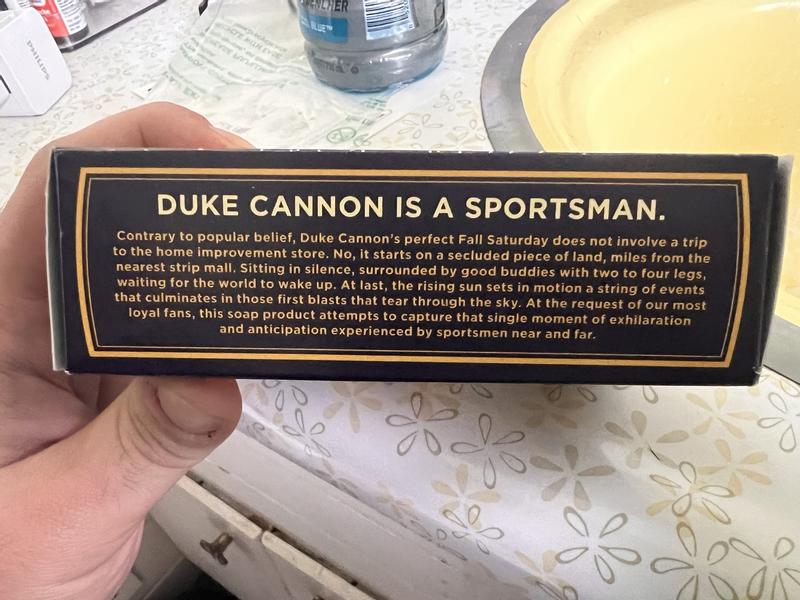 PHILIPS
BLUE™
DUKE CANNON IS A SPORTSMAN.
Contrary to popular belief, Duke Cannon's perfect Fall Saturday does not involve a trip
to the home improvement store. No, it starts on a secluded piece of land, miles from the
nearest strip mall. Sitting in silence, surrounded by good buddies with two to four legs,
waiting for the world to wake up. At last, the rising sun sets in motion a string of events
that culminates in those first blasts that tear through the sky. At the request of our most
loyal fans, this soap product attempts to capture that single moment of exhilaration
and anticipation experienced by sportsmen near and far.